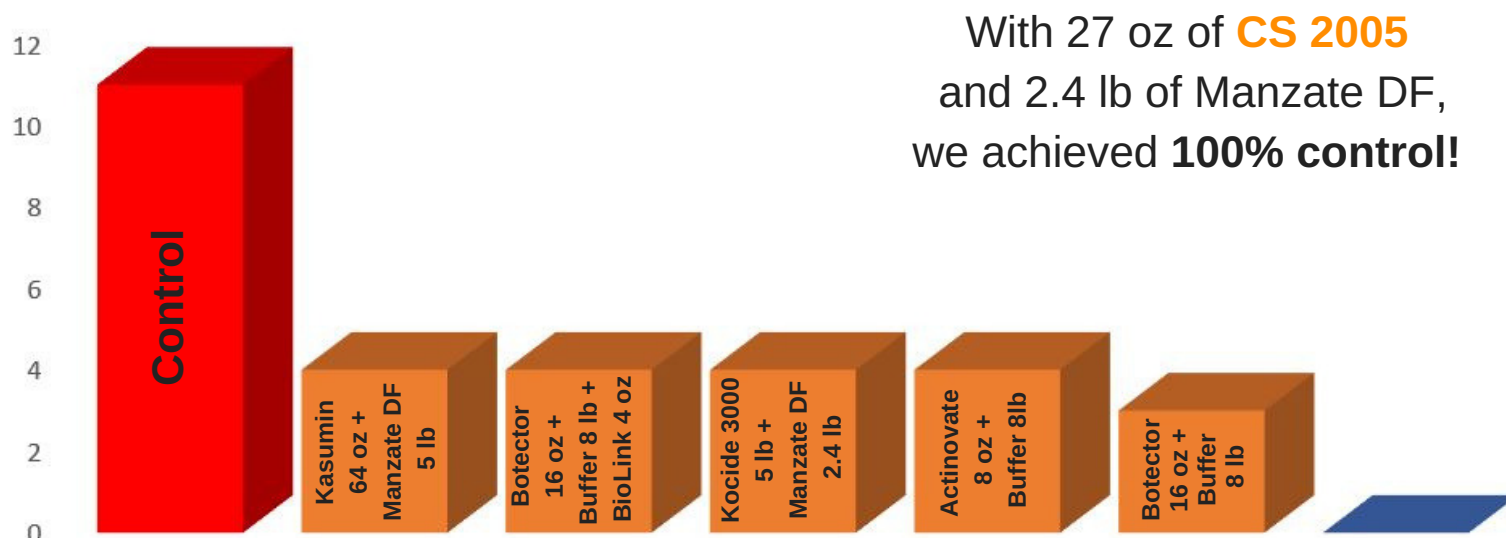 With 27 oz of CS 2005
and 2.4 lb of Manzate DF,
we achieved 100% control!
12
10
8
6
4
2
0
Control
Kasumin
64 oz +
Manzate DF
5 lb
Botector
16 oz +
Buffer 8 lb +
BioLink 4 oz
Kocide 3000
5 lb +
Manzate DF
2.4 lb
Actinovate
8 oz +
Buffer 8lb
Botector
16 oz +
Buffer
8 lb